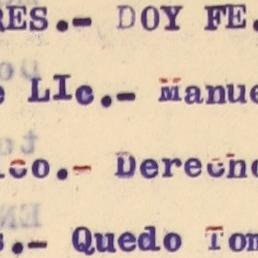 RES.- DOY FE.
e LIc.- Manue
ico.- Derecho
s.- Quedo Tom